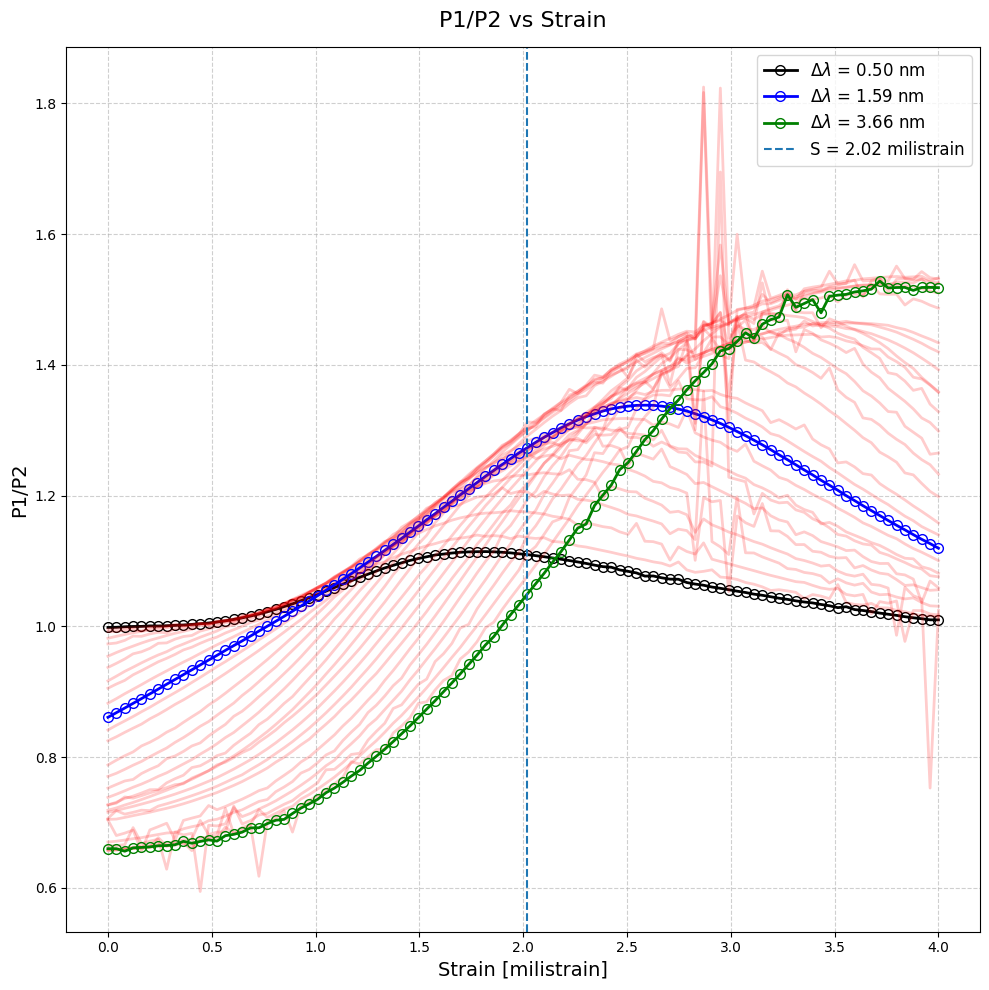 P1/P2 vs Strain
Δλ = 0.50 nm
Δλ = 1.59 nm
Δλ = 3.66 nm
S = 2.02 milistrain
P1/P2
1.8
1.6
1.4
1.2
1.0
0.8
0.6
0.0 0.5 1.0 1.5 2.0 2.5 3.0 3.5 4.0
Strain [milistrain]